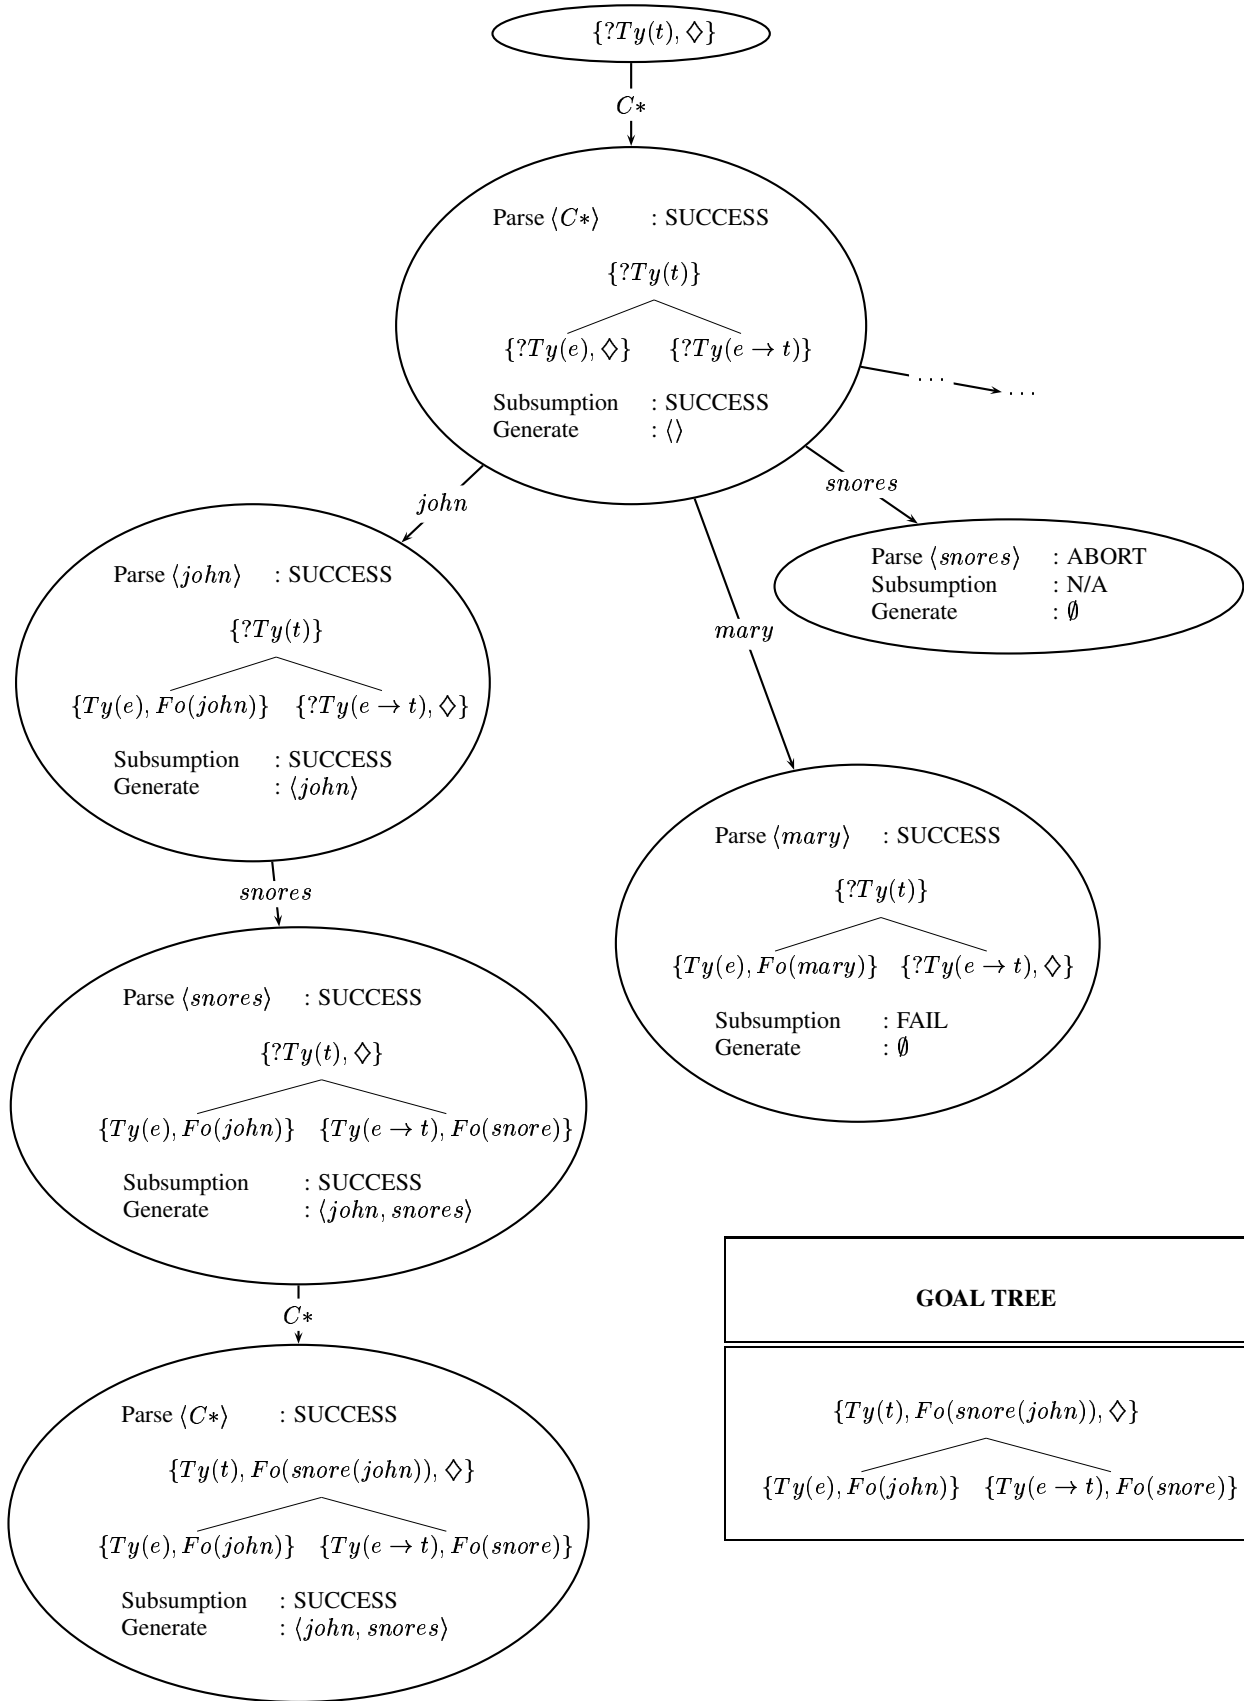 {?Ty(t), ◇}
C∗
Parse ⟨C∗⟩ : SUCCESS
{?Ty(t)}
{?Ty(e), ◇} {?Ty(e → t)}
Subsumption : SUCCESS
Generate : ⟨⟩
. . .
. . .
john
snores
mary
Parse ⟨snores⟩ : ABORT
Subsumption : N/A
Generate : ∅
Parse ⟨john⟩ : SUCCESS
{?Ty(t)}
{Ty(e), Fo(john)} {?Ty(e → t), ◇}
Subsumption : SUCCESS
Generate : ⟨john⟩
Parse ⟨mary⟩ : SUCCESS
{?Ty(t)}
{Ty(e), Fo(mary)} {?Ty(e → t), ◇}
Subsumption : FAIL
Generate : ∅
snores
Parse ⟨snores⟩ : SUCCESS
{?Ty(t), ◇}
{Ty(e), Fo(john)} {Ty(e → t), Fo(snore)}
Subsumption : SUCCESS
Generate : ⟨john, snores⟩
C∗
Parse ⟨C∗⟩ : SUCCESS
{Ty(t), Fo(snore(john)), ◇}
{Ty(e), Fo(john)} {Ty(e → t), Fo(snore)}
Subsumption : SUCCESS
Generate : ⟨john, snores⟩
GOAL TREE
{Ty(t), Fo(snore(john)), ◇}
{Ty(e), Fo(john)} {Ty(e → t), Fo(snore)}